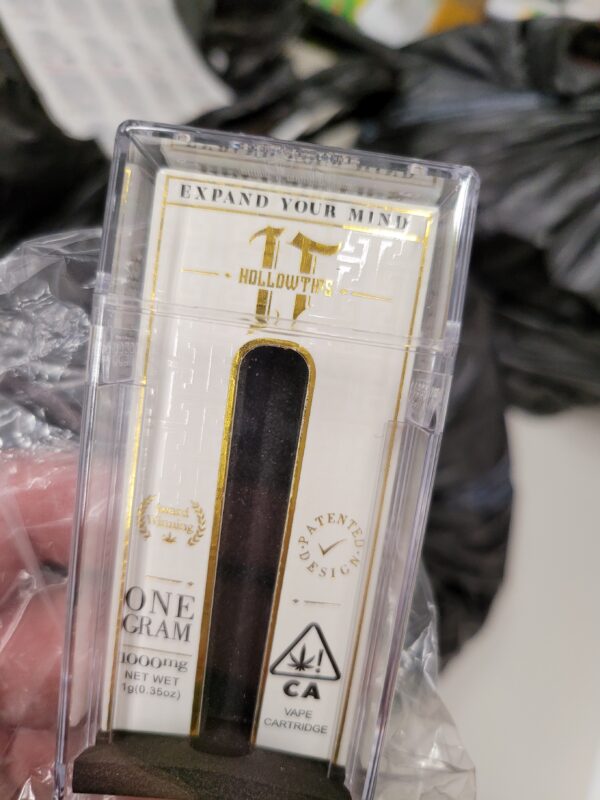 EXPAND YOUR MIND
HOLLOWTIPS
Award
Winning
PATENTED
DESIGN
ONE
GRAM
1000mg
NET WET
1g(0.35oz)
CA
VAPE
CARTRIDGE